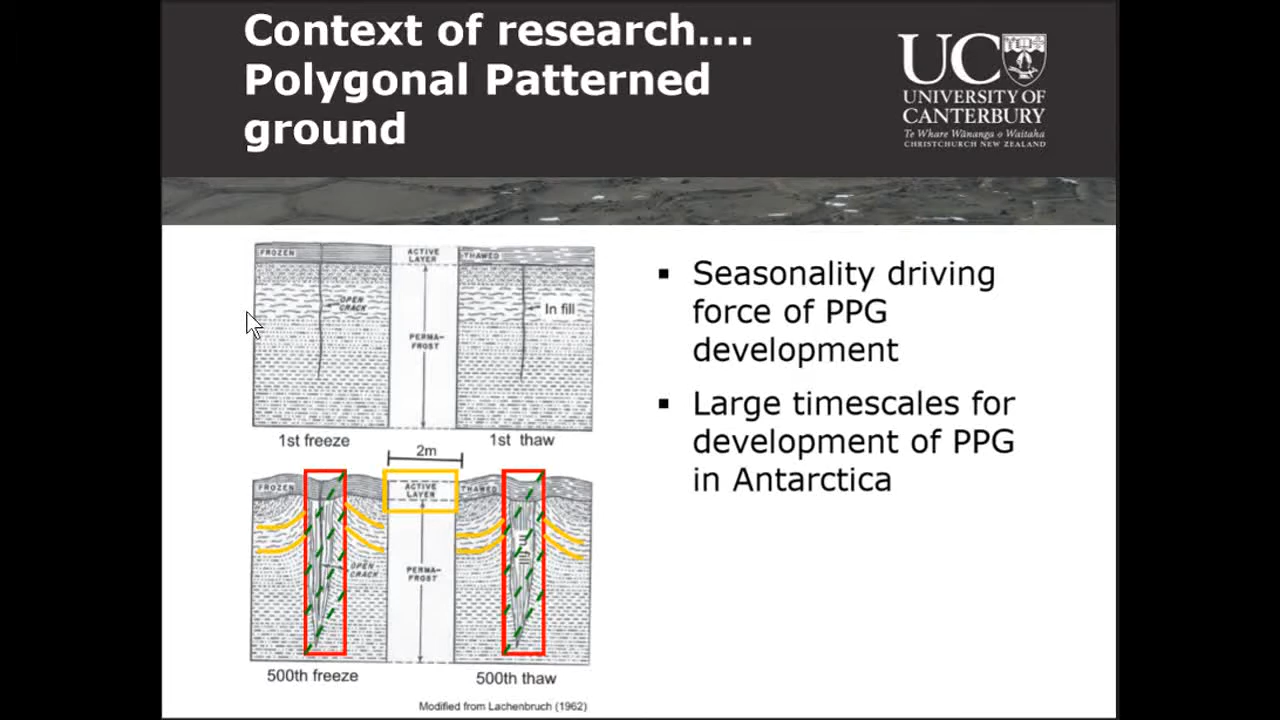 Context of research....
Polygonal Patterned
ground
UC
UNIVERSITY OF
CANTERBURY
Te Whare Wānanga o Waitaha
CHRISTCHURCH NEW ZEALAND
FROZEN
ACTIVE
LAYER
THAWED
OPEN
CRACK
In fill
PERMA-
FROST
1st freeze
1st thaw
2m
FROZEN
ACTIVE
LAYER
THAWED
OPEN
CRACK
PERMA-
FROST
500th freeze
500th thaw
Modified from Lachenbruch (1962)
▪ Seasonality driving
force of PPG
development
▪ Large timescales for
development of PPG
in Antarctica